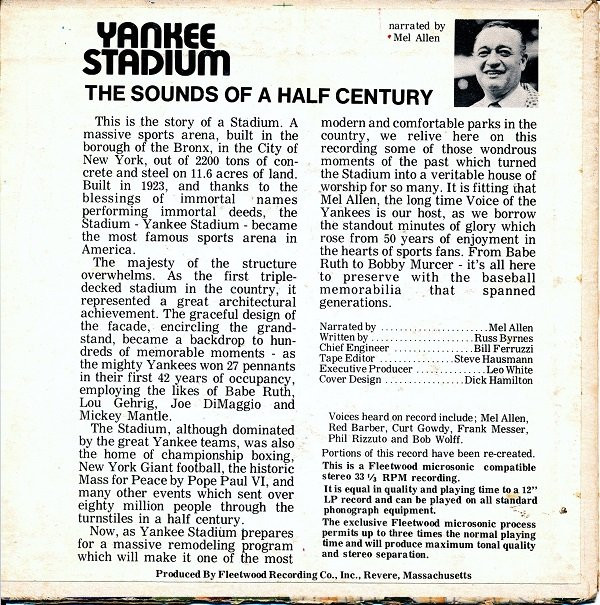 YANKEE
STADIUM
narrated by
Mel Allen
THE SOUNDS OF A HALF CENTURY
This is the story of a Stadium. A
massive sports arena, built in the
borough of the Bronx, in the City of
New York, out of 2200 tons of con-
crete and steel on 11.6 acres of land.
Built in 1923, and thanks to the
blessings of immortal names
performing immortal deeds, the
Stadium - Yankee Stadium - became
the most famous sports arena in
America.
The majesty of the structure
overwhelms. As the first triple-
decked stadium in the country, it
represented a great architectural
achievement. The graceful design of
the facade, encircling the grand-
stand, became a backdrop to hun-
dreds of memorable moments - as
the mighty Yankees won 27 pennants
in their first 42 years of occupancy,
employing the likes of Babe Ruth,
Lou Gehrig, Joe DiMaggio and
Mickey Mantle.
The Stadium, although dominated
by the great Yankee teams, was also
the home of championship boxing,
New York Giant football, the historic
Mass for Peace by Pope Paul VI, and
many other events which sent over
eighty million people through the
turnstiles in a half century.
Now, as Yankee Stadium prepares
for a massive remodeling program
which will make it one of the most
modern and comfortable parks in the
country, we relive here on this
recording some of those wondrous
moments of the past which turned
the Stadium into a veritable house of
worship for so many. It is fitting that
Mel Allen, the long time Voice of the
Yankees is our host, as we borrow
the standout minutes of glory which
rose from 50 years of enjoyment in
the hearts of sports fans. From Babe
Ruth to Bobby Murcer - it's all here
to preserve with the baseball
memorabilia that spanned
generations.
Narrated by ........................Mel Allen
Written by .......................Russ Byrnes
Chief Engineer ................Bill Ferruzzi
Tape Editor ................Steve Hausmann
Executive Producer ................Leo White
Cover Design .................Dick Hamilton
Voices heard on record include; Mel Allen,
Red Barber, Curt Gowdy, Frank Messer,
Phil Rizzuto and Bob Wolff.
Portions of this record have been re-created.
This is a Fleetwood microsonic compatible
stereo 33 1/3 RPM recording.
It is equal in quality and playing time to a 12"
LP record and can be played on all standard
phonograph equipment.
The exclusive Fleetwood microsonic process
permits up to three times the normal playing
time and will produce maximum tonal quality
and stereo separation.
Produced By Fleetwood Recording Co., Inc., Revere, Massachusetts